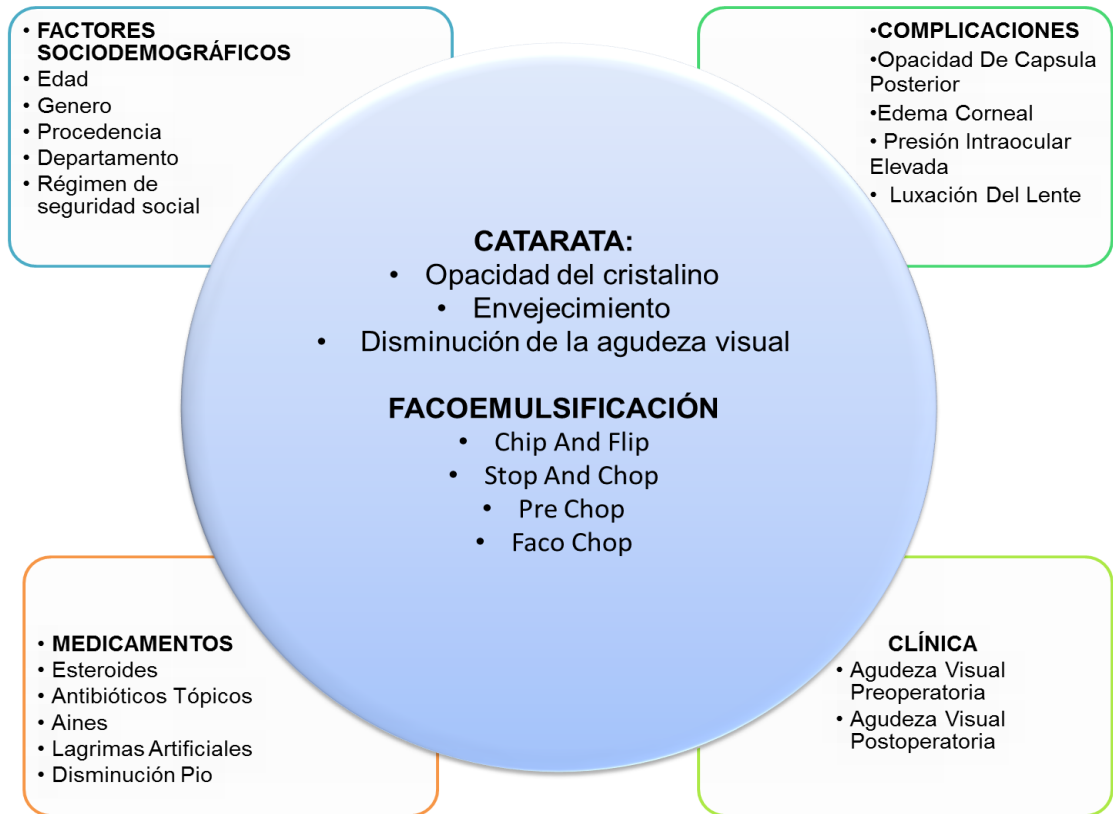 • FACTORES
SOCIODEMOGRÁFICOS
• Edad
• Genero
• Procedencia
• Departamento
• Régimen de
seguridad social
•COMPLICACIONES
•Opacidad De Capsula
Posterior
•Edema Corneal
• Presión Intraocular
Elevada
• Luxación Del Lente
CATARATA:
• Opacidad del cristalino
• Envejecimiento
• Disminución de la agudeza visual
FACOEMULSIFICACIÓN
• Chip And Flip
• Stop And Chop
• Pre Chop
• Faco Chop
• MEDICAMENTOS
• Esteroides
• Antibióticos Tópicos
• Aines
• Lagrimas Artificiales
• Disminución Pio
CLÍNICA
• Agudeza Visual
Preoperatoria
• Agudeza Visual
Postoperatoria